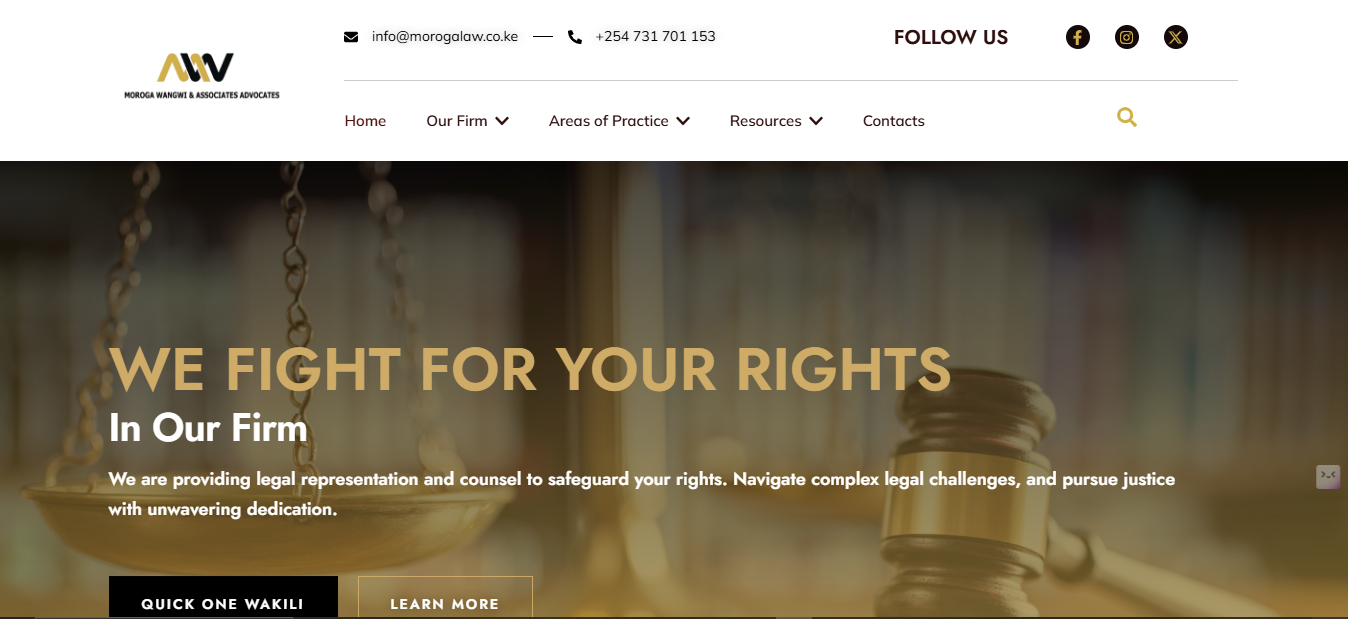 info@morogalaw.co.ke
+254 731 701 153
FOLLOW US
MOROGA WANGWI & ASSOCIATES ADVOCATES
Home
Our Firm
Areas of Practice
Resources
Contacts
WE FIGHT FOR YOUR RIGHTS
In Our Firm
We are providing legal representation and counsel to safeguard your rights. Navigate complex legal challenges, and pursue justice
with unwavering dedication.
QUICK ONE WAKILI
LEARN MORE